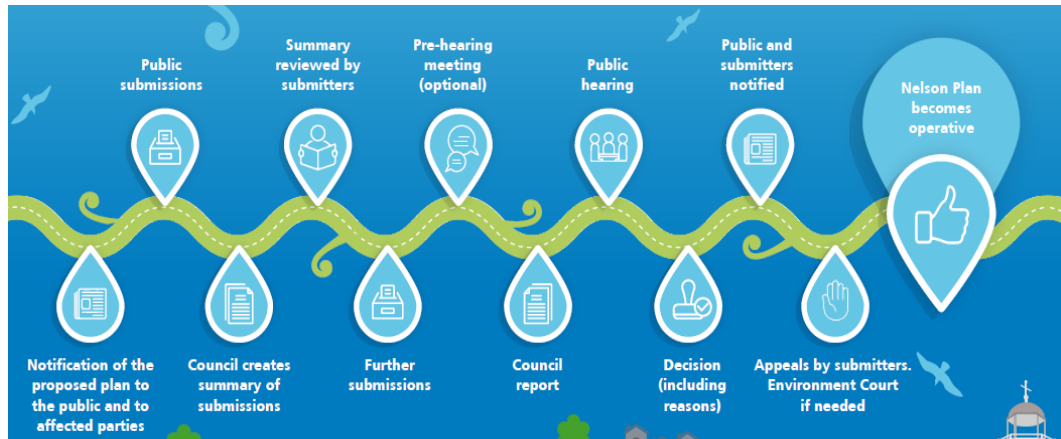 Public
submissions
Summary
reviewed by
submitters
Pre-hearing
meeting
(optional)
Public
hearing
Public and
submitters
notified
Nelson Plan
becomes
operative
Notification of the
proposed plan to
the public and to
affected parties
Council creates
summary of
submissions
Further
submissions
Council
report
Decision
(including
reasons)
Appeals by submitters.
Environment Court
if needed